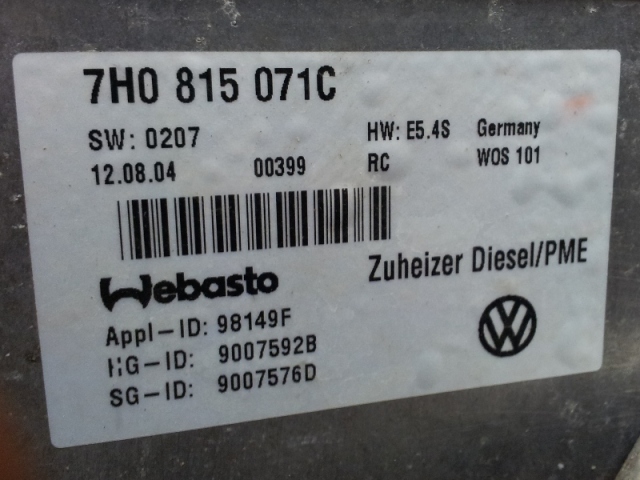 7H0 815 071C
SW: 0207 HW: E5.4S Germany
12.08.04 00399 RC WOS 101
Webasto Zuheizer Diesel/PME
Appl-ID: 98149F
HG-ID: 9007592B
SG-ID: 9007576D